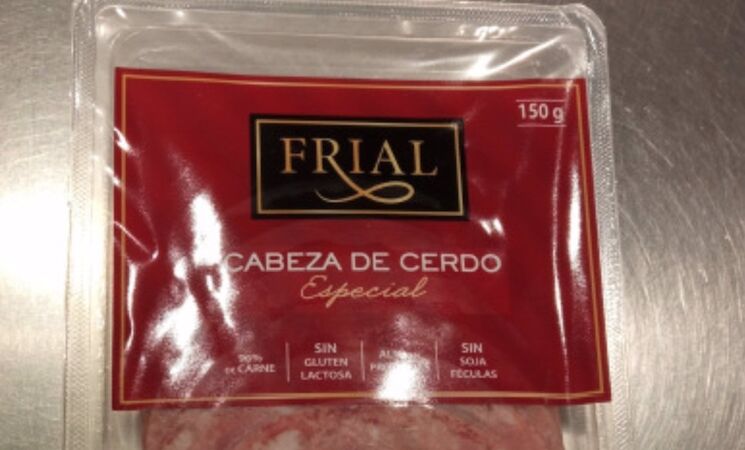 150 g
FRIAL
CABEZA DE CERDO
Especial
DE CARNE
SIN
GLUTEN
LACTOSA
SIN
SOJA
FÉCULAS